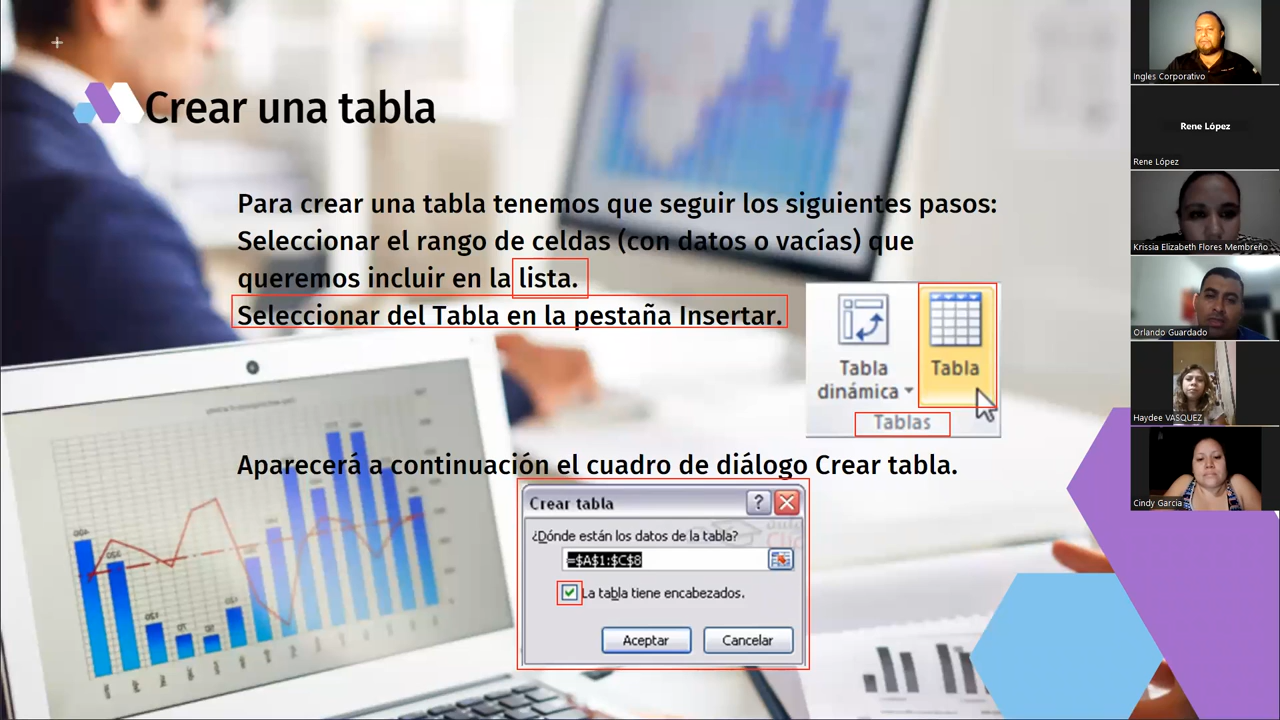 Crear una tabla
Para crear una tabla tenemos que seguir los siguientes pasos:
Seleccionar el rango de celdas (con datos o vacías) que
queremos incluir en la lista.
Seleccionar del Tabla en la pestaña Insertar.
Tabla
dinámica
Tabla
Tablas
Aparecerá a continuación el cuadro de diálogo Crear tabla.
Crear tabla
?
¿Dónde están los datos de la tabla?
=$A$1:$C$8
La tabla tiene encabezados.
Aceptar
Cancelar
Ingles Corporativo
Rene López
Rene López
Krissia Elizabeth Flores Membreño
Orlando Guardado
Haydee VASQUEZ
Cindy Garcia